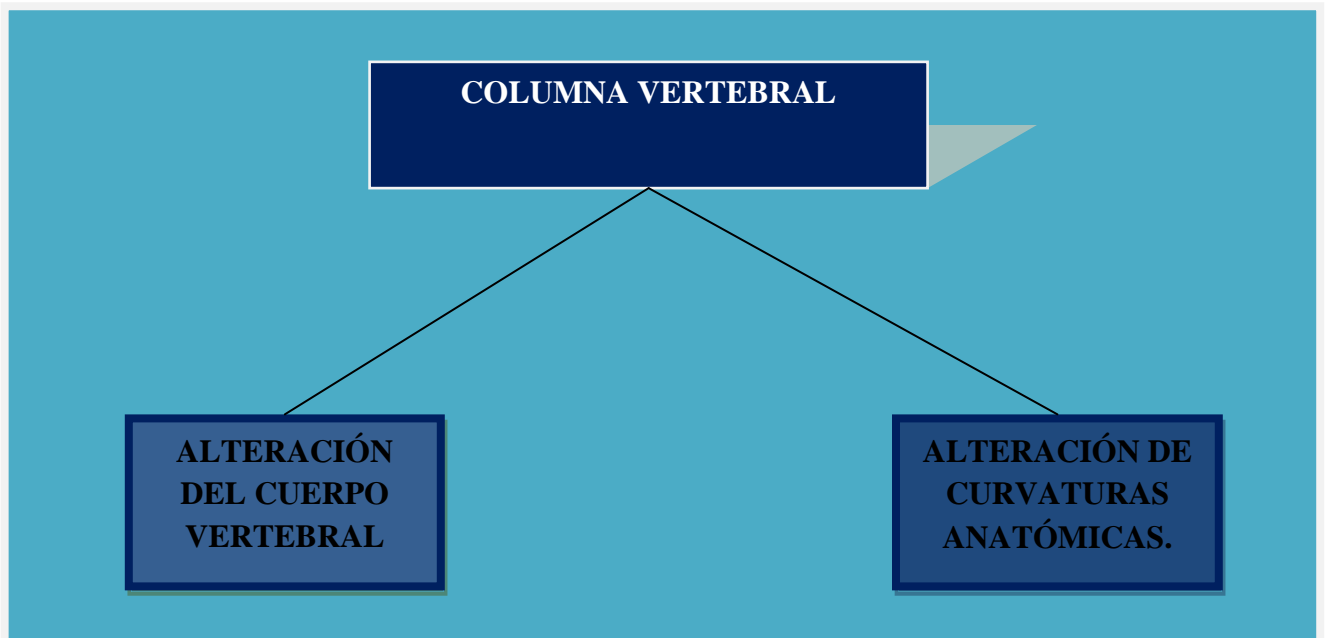 COLUMNA VERTEBRAL
ALTERACIÓN
DEL CUERPO
VERTEBRAL
ALTERACIÓN DE
CURVATURAS
ANATÓMICAS.